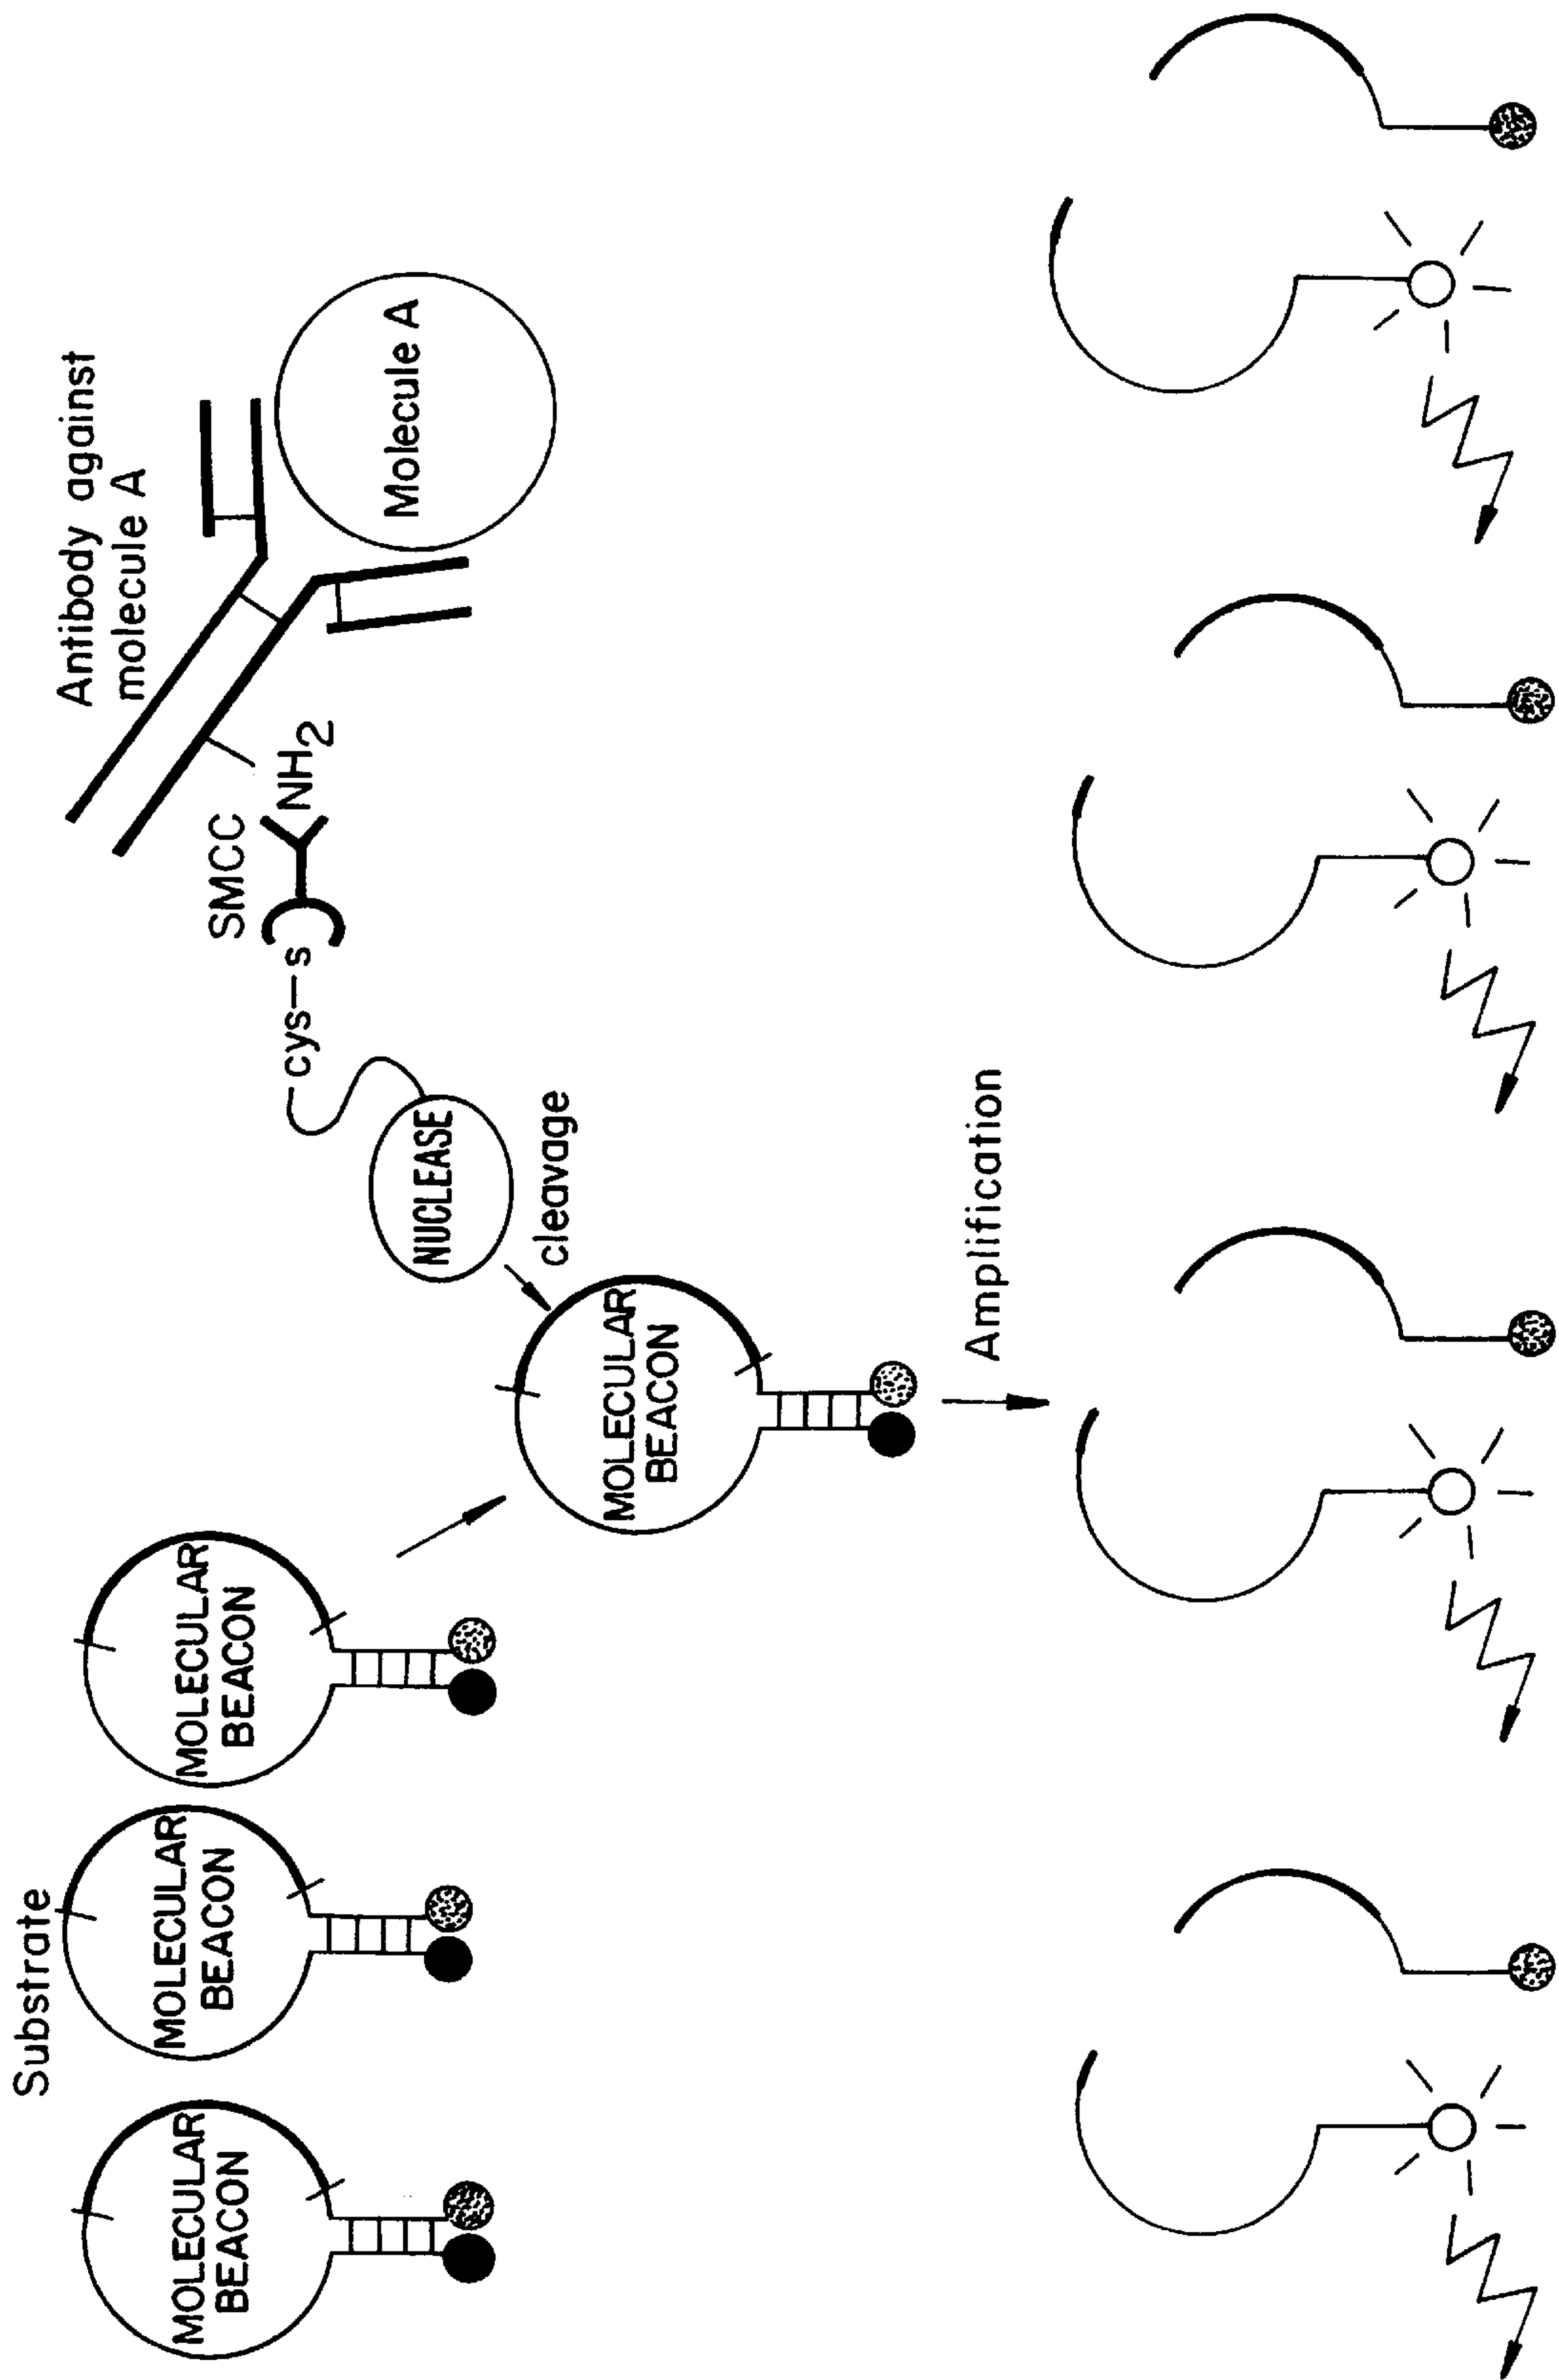 Substrate
MOLECULAR
BEACON
MOLECULAR
BEACON
MOLECULAR
BEACON
MOLECULAR
BEACON
cleavage
NUCLEASE
cys-s
SMCC
NH2
Antibody against
molecule A
Molecule A
Amplification